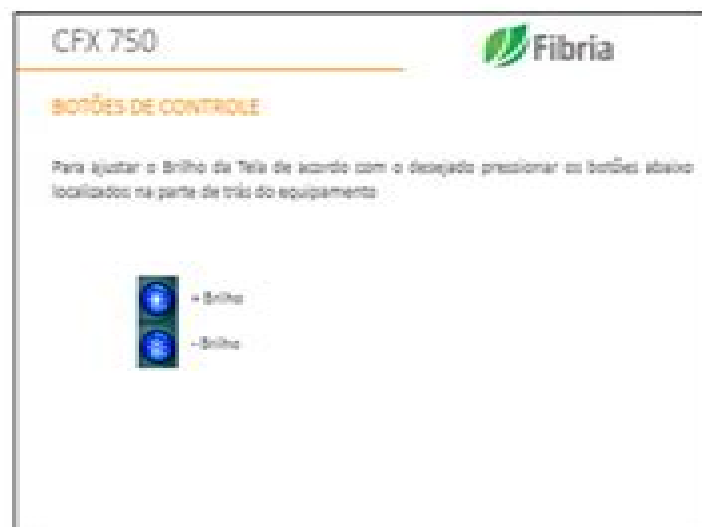 CFX 750
Fibria
BOTÕES DE CONTROLE
Para ajustar o Brilho da Tela de acordo com o desejado pressionar os botões abaixo
localizados na parte de trás do equipamento
+ Brilho
- Brilho